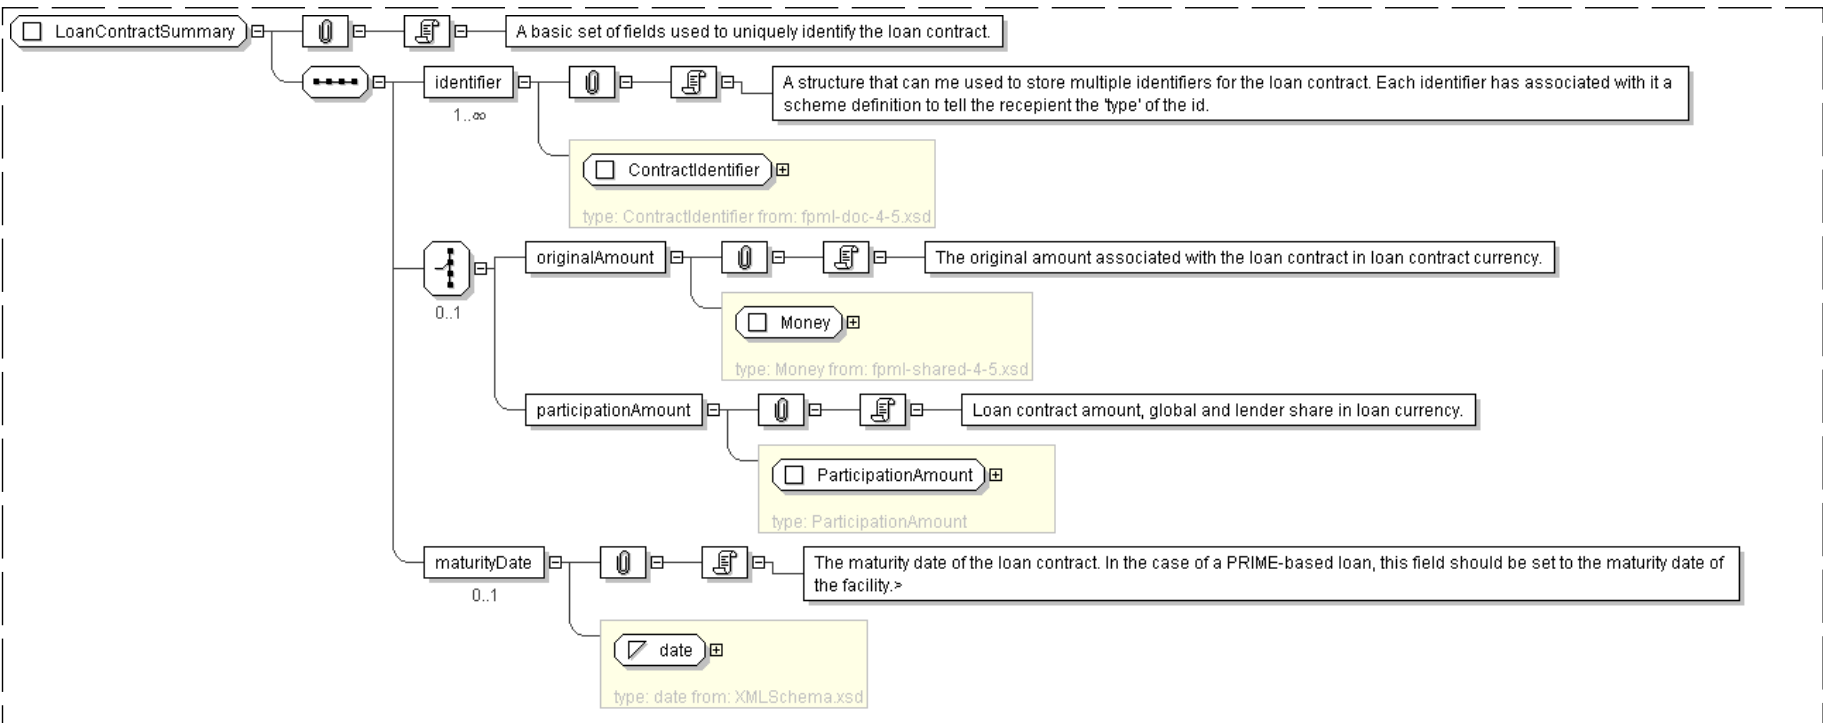 LoanContractSummary
A basic set of fields used to uniquely identify the loan contract.
identifier
1..∞
A structure that can me used to store multiple identifiers for the loan contract. Each identifier has associated with it a
scheme definition to tell the recepient the 'type' of the id.
ContractIdentifier
type: ContractIdentifier from: fpml-doc-4-5.xsd
0..1
originalAmount
The original amount associated with the loan contract in loan contract currency.
Money
type: Money from: fpml-shared-4-5.xsd
participationAmount
Loan contract amount, global and lender share in loan currency.
ParticipationAmount
type: ParticipationAmount
maturityDate
0..1
The maturity date of the loan contract. In the case of a PRIME-based loan, this field should be set to the maturity date of
the facility.>
date
type: date from: XMLSchema.xsd